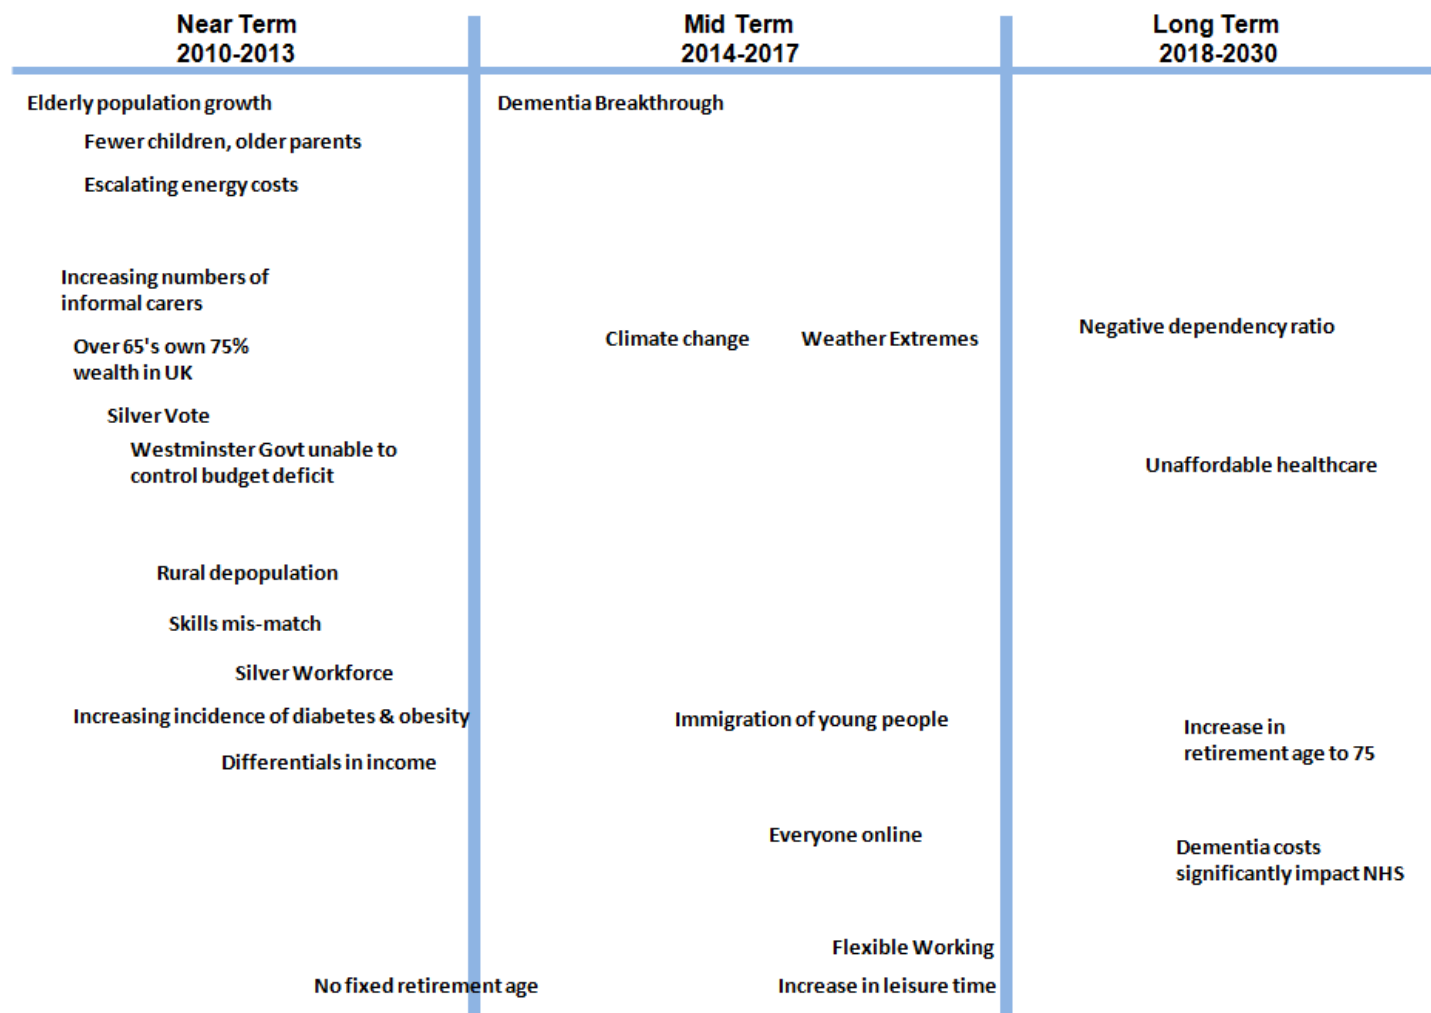 Near Term
2010-2013
Mid Term
2014-2017
Long Term
2018-2030
Elderly population growth
Fewer children, older parents
Escalating energy costs
Increasing numbers of
informal carers
Over 65's own 75%
wealth in UK
Silver Vote
Westminster Govt unable to
control budget deficit
Rural depopulation
Skills mis-match
Silver Workforce
Increasing incidence of diabetes & obesity
Differentials in income
No fixed retirement age
Dementia Breakthrough
Climate change
Weather Extremes
Immigration of young people
Everyone online
Flexible Working
Increase in leisure time
Negative dependency ratio
Unaffordable healthcare
Increase in
retirement age to 75
Dementia costs
significantly impact NHS